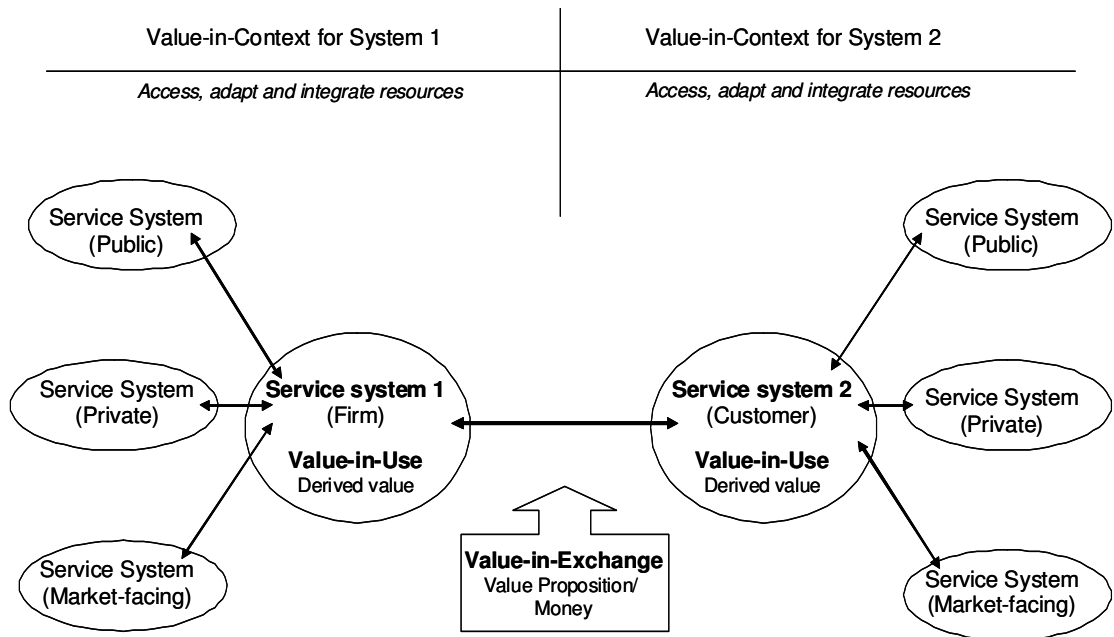 Value-in-Context for System 1
Value-in-Context for System 2
Access, adapt and integrate resources
Access, adapt and integrate resources
Service System
(Public)
Service System
(Public)
Service System
(Private)
Service system 1
(Firm)
Value-in-Use
Derived value
Service system 2
(Customer)
Value-in-Use
Derived value
Service System
(Private)
Value-in-Exchange
Value Proposition/
Money
Service System
(Market-facing)
Service System
(Market-facing)